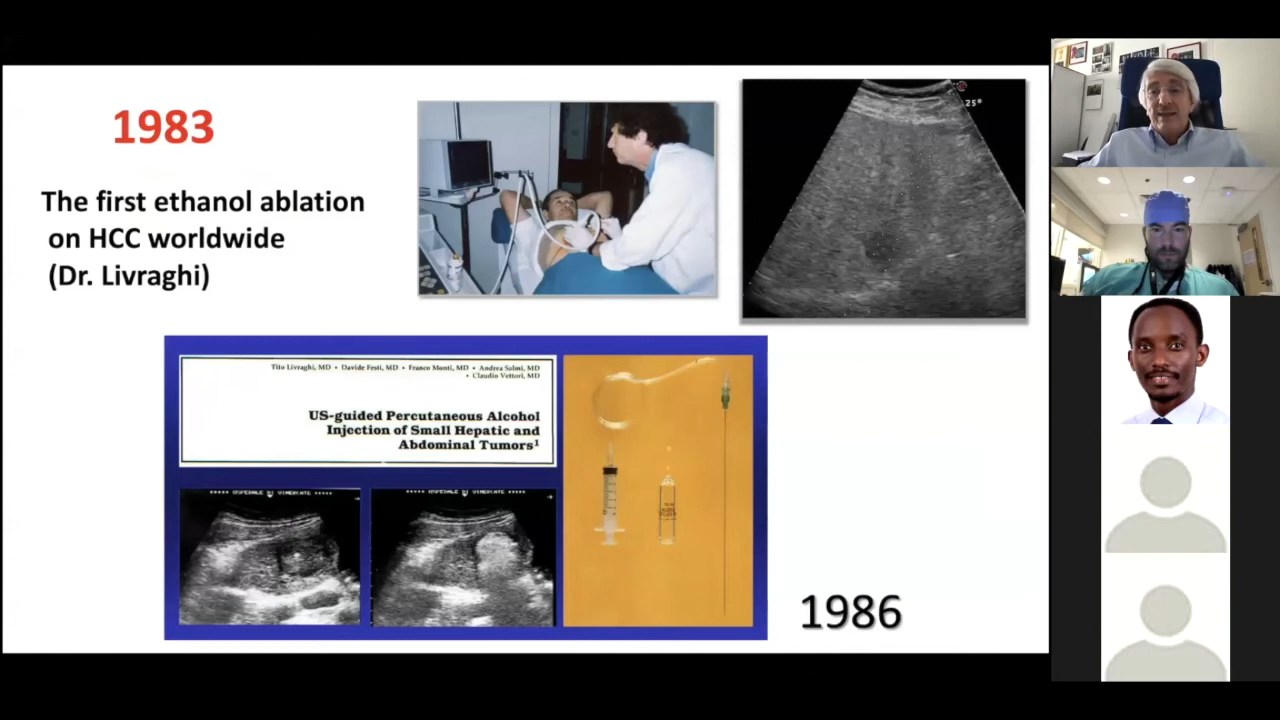 1983
The first ethanol ablation
on HCC worldwide
(Dr. Livraghi)
25°
Tito Livraghi, MD • Davide Festi, MD • Franco Monti, MD • Andrea Salmi, MD
• Claudio Vettori, MD
US-guided Percutaneous Alcohol
Injection of Small Hepatic and
Abdominal Tumors¹
***** OSPEDALE DI VIMERCATE *****
***** OSPEDALE DI VIMERCATE *****
1986